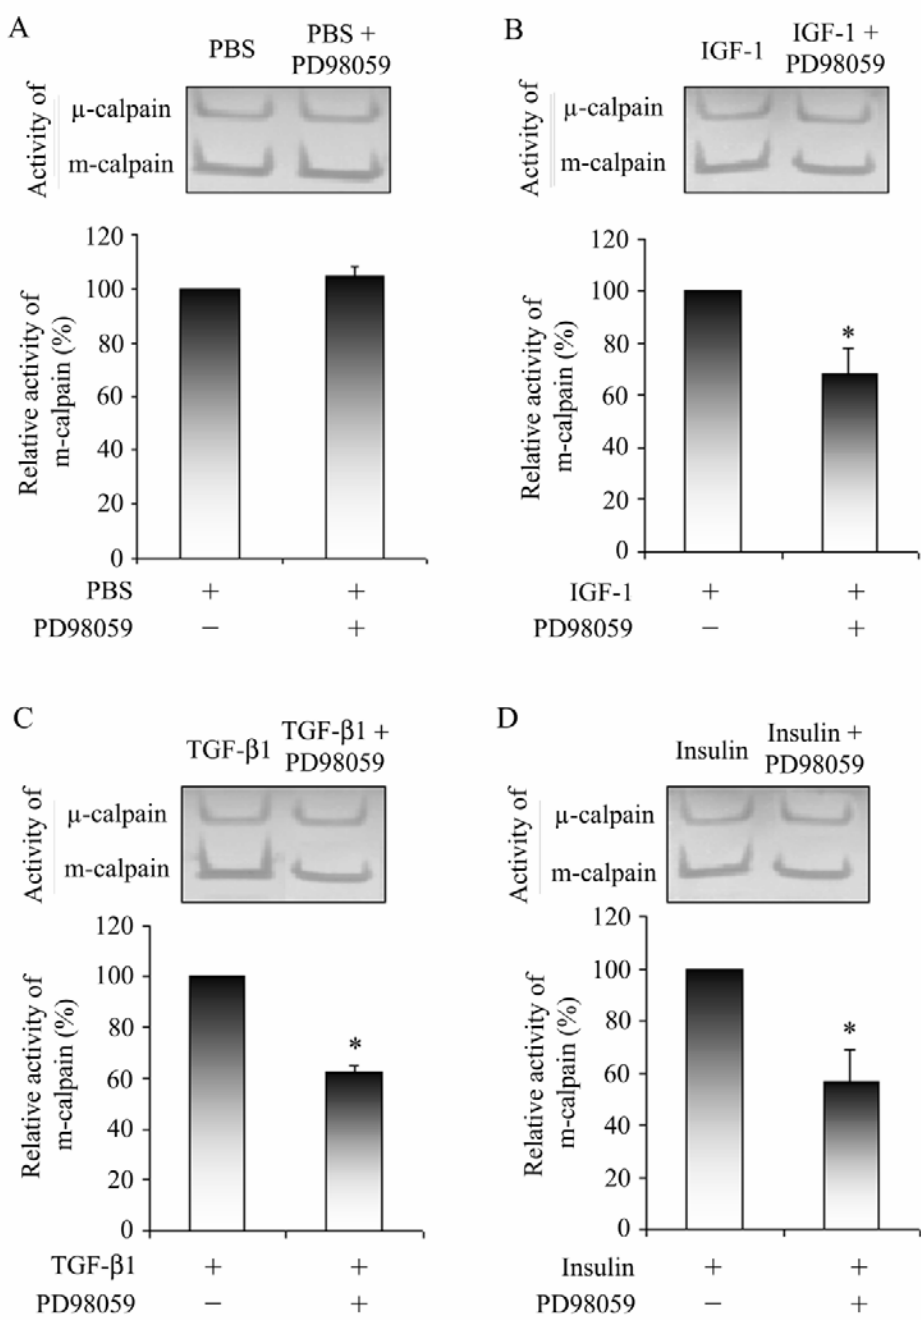 A
PBS
PBS +
PD98059
Activity of
μ-calpain
m-calpain
Relative activity of
m-calpain (%)
120
100
80
60
40
20
0
PBS + +
PD98059 − +
B
IGF-1
IGF-1 +
PD98059
Activity of
μ-calpain
m-calpain
Relative activity of
m-calpain (%)
120
100
80
60
40
20
0
*
IGF-1 + +
PD98059 − +
C
TGF-β1
TGF-β1 +
PD98059
Activity of
μ-calpain
m-calpain
Relative activity of
m-calpain (%)
120
100
80
60
40
20
0
*
TGF-β1 + +
PD98059 − +
D
Insulin
Insulin +
PD98059
Activity of
μ-calpain
m-calpain
Relative activity of
m-calpain (%)
120
100
80
60
40
20
0
*
Insulin + +
PD98059 − +